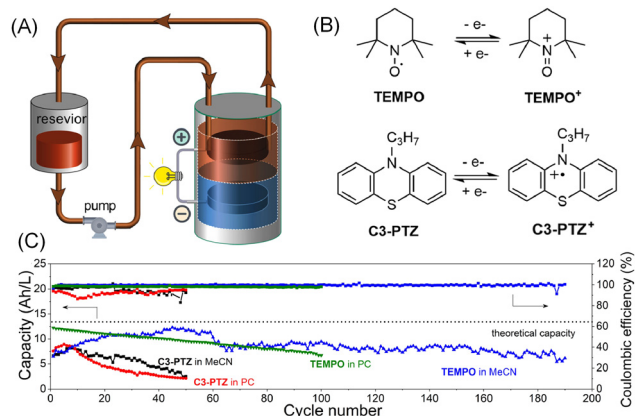 (A)
resevior
pump
+
−
(B)
N
O
TEMPO
- e-
+ e-
N
+
O
TEMPO⁺
C₃H₇
N
S
C3-PTZ
- e-
+ e-
C₃H₇
N
+•
S
C3-PTZ⁺
(C)
Capacity (Ah/L)
25
20
15
10
5
0
theoretical capacity
C3-PTZ in MeCN
C3-PTZ in PC
TEMPO in PC
TEMPO in MeCN
120
100
80
60
40
20
0
Coulombic efficiency (%)
0 20 40 60 80 100 120 140 160 180 200
Cycle number